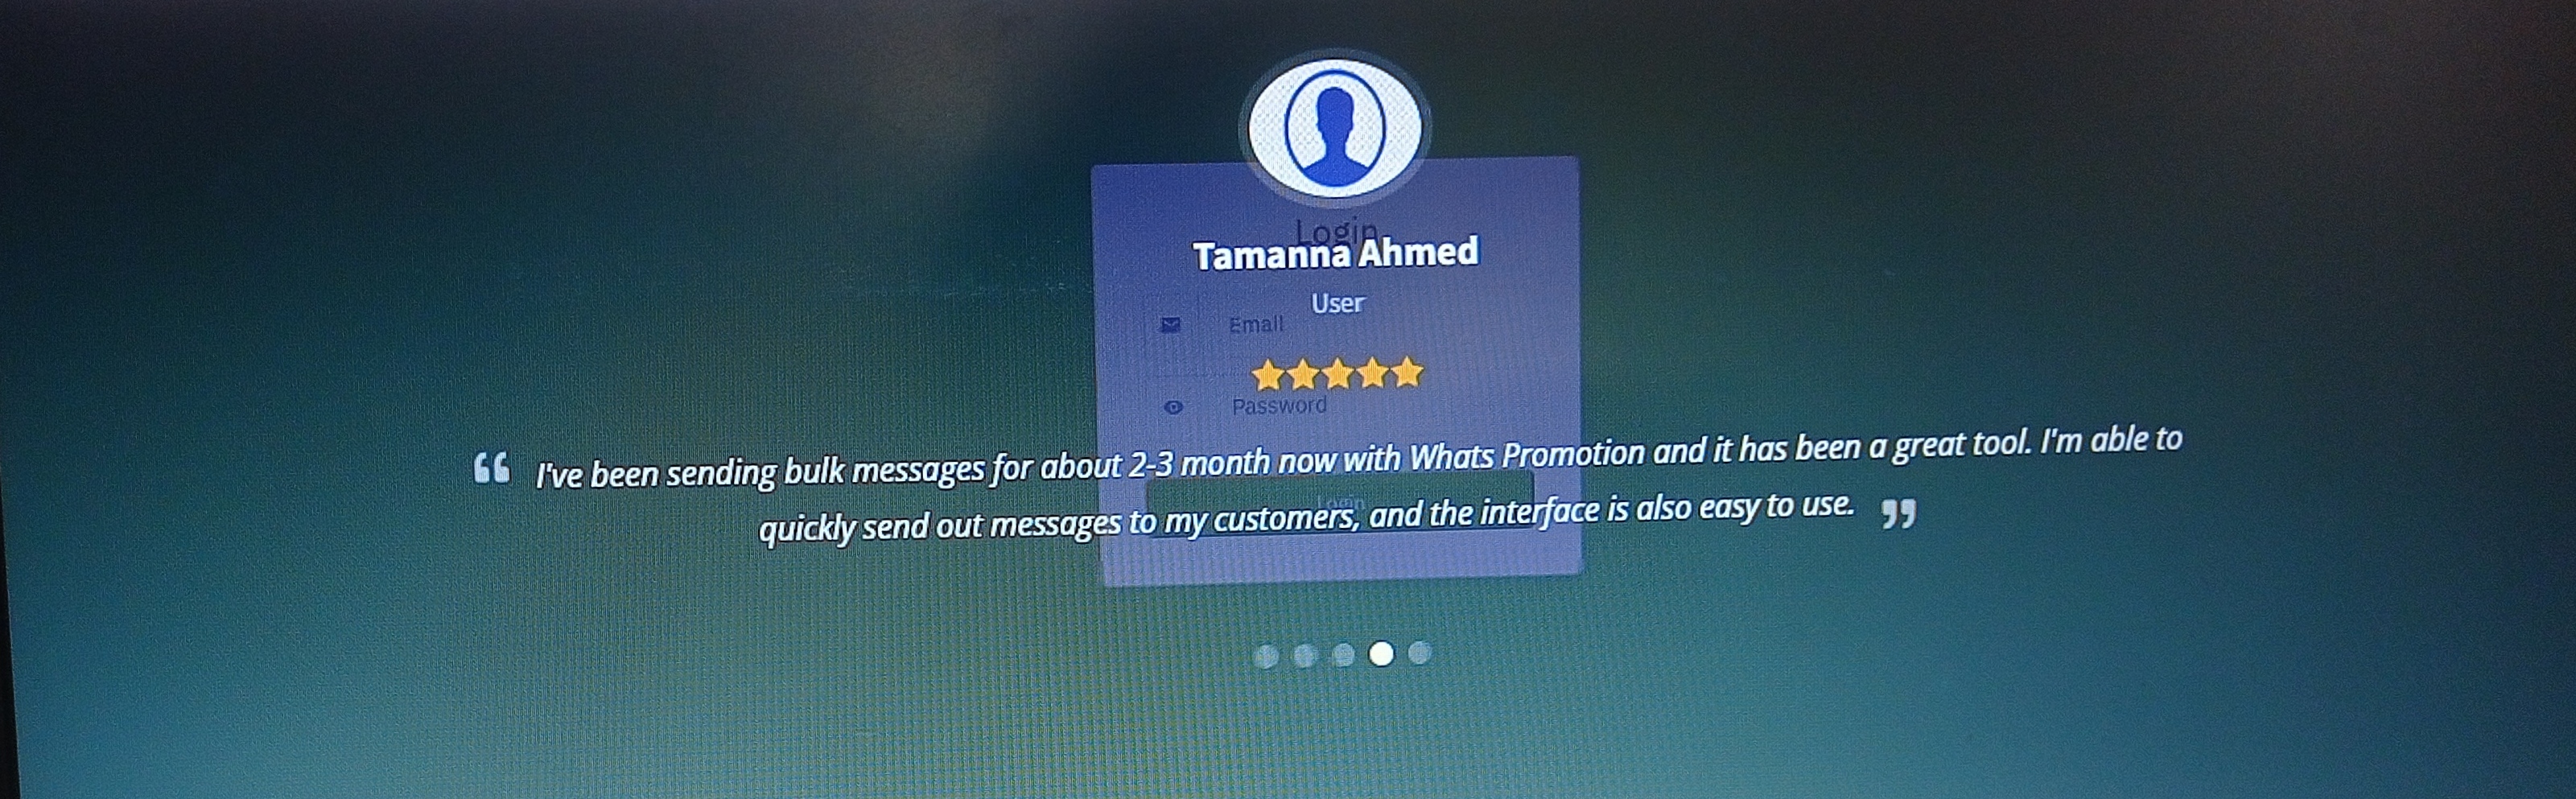 Login
Tamanna Ahmed
User
Email
Password
“ I've been sending bulk messages for about 2-3 month now with Whats Promotion and it has been a great tool. I'm able to
Login
quickly send out messages to my customers, and the interface is also easy to use. ”